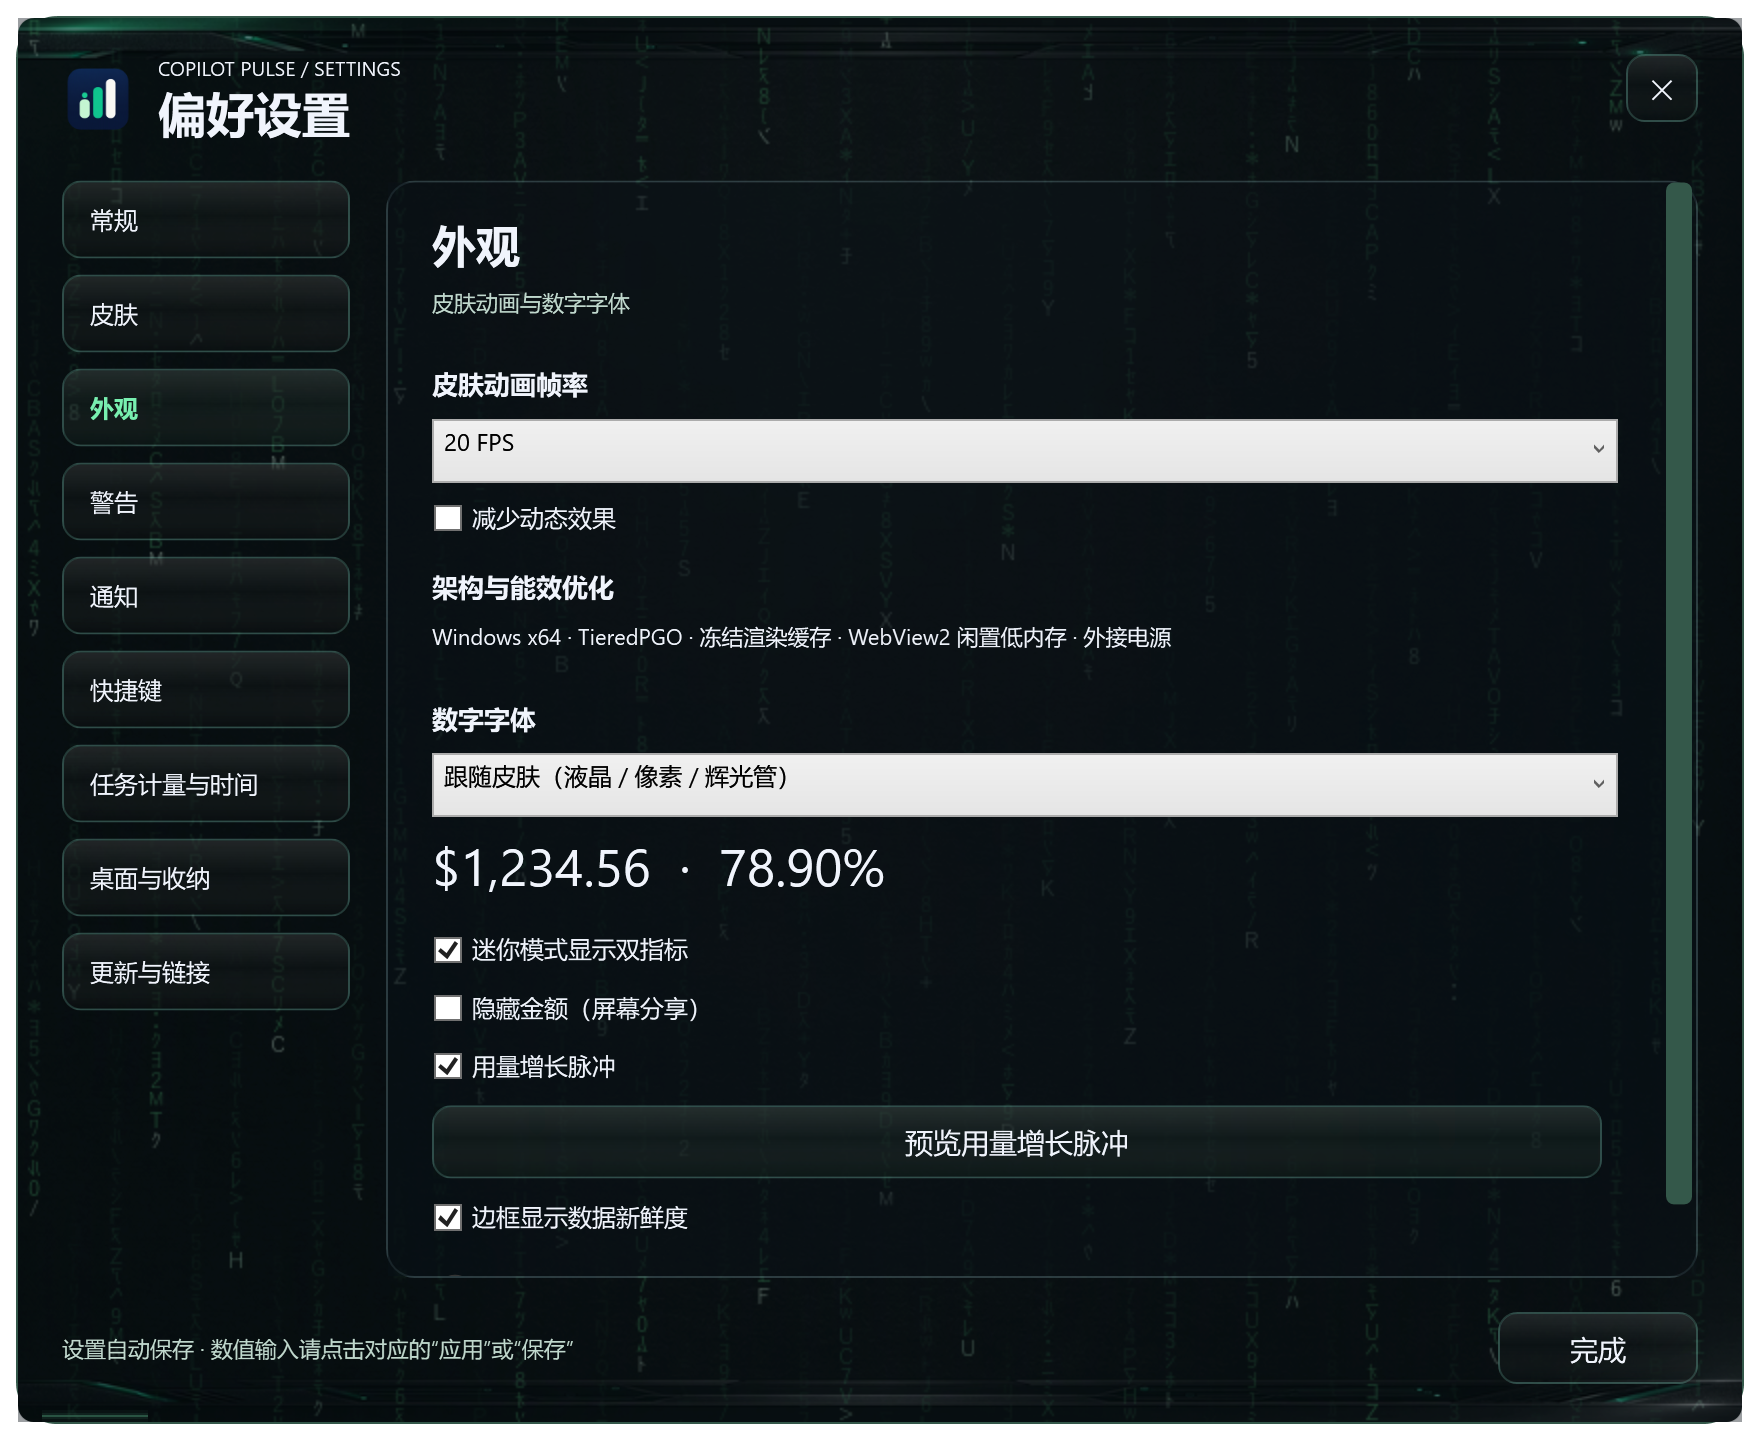 COPILOT PULSE / SETTINGS
偏好设置
常规
皮肤
外观
警告
通知
快捷键
任务计量与时间
桌面与收纳
更新与链接
外观
皮肤动画与数字字体
皮肤动画帧率
20 FPS
减少动态效果
架构与能效优化
Windows x64 · TieredPGO · 冻结渲染缓存 · WebView2 闲置低内存 · 外接电源
数字字体
跟随皮肤（液晶 / 像素 / 辉光管）
$1,234.56 · 78.90%
迷你模式显示双指标
隐藏金额（屏幕分享）
用量增长脉冲
预览用量增长脉冲
边框显示数据新鲜度
设置自动保存 · 数值输入请点击对应的"应用"或"保存"
完成